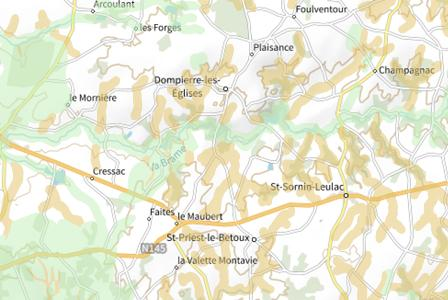 Arcoulant
Foulventour
les Forges
Plaisance
Champagnac
Dompierre-les-
Églises
le Mornière
Va Brame
Cressac
St-Sornin-Leulac
Faites
le Maubert
St-Priest-le-Betoux
N145
la Valette Montavie